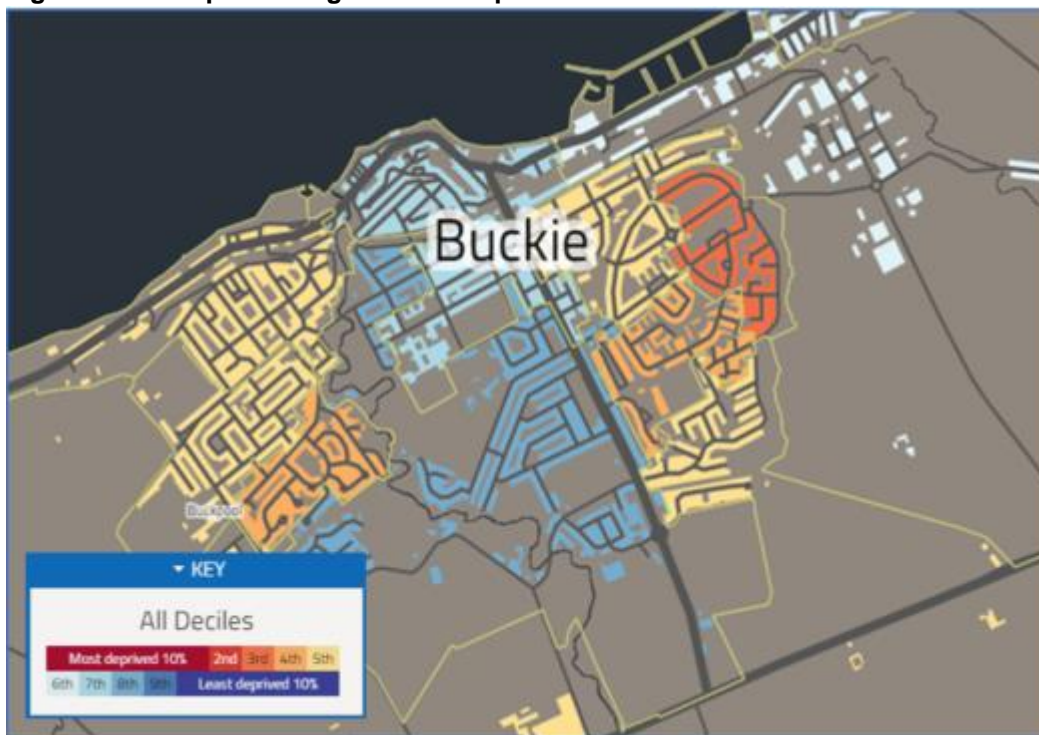 Buckie
Buckpool
KEY
All Deciles
Most deprived 10% 2nd 3rd 4th 5th
6th 7th 8th 9th Least deprived 10%